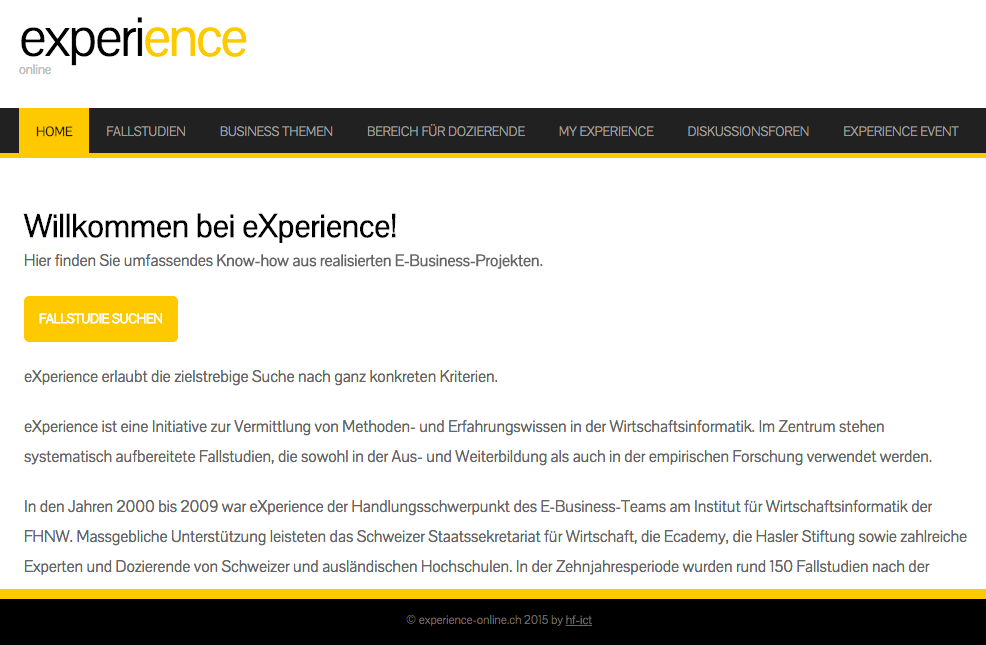 experience
online
HOME FALLSTUDIEN BUSINESS THEMEN BEREICH FÜR DOZIERENDE MY EXPERIENCE DISKUSSIONSFOREN EXPERIENCE EVENT
Willkommen bei eXperience!
Hier finden Sie umfassendes Know-how aus realisierten E-Business-Projekten.
FALLSTUDIE SUCHEN
eXperience erlaubt die zielstrebige Suche nach ganz konkreten Kriterien.
eXperience ist eine Initiative zur Vermittlung von Methoden- und Erfahrungswissen in der Wirtschaftsinformatik. Im Zentrum stehen
systematisch aufbereitete Fallstudien, die sowohl in der Aus- und Weiterbildung als auch in der empirischen Forschung verwendet werden.
In den Jahren 2000 bis 2009 war eXperience der Handlungsschwerpunkt des E-Business-Teams am Institut für Wirtschaftsinformatik der
FHNW. Massgebliche Unterstützung leisteten das Schweizer Staatssekretariat für Wirtschaft, die Ecademy, die Hasler Stiftung sowie zahlreiche
Experten und Dozierende von Schweizer und ausländischen Hochschulen. In der Zehnjahresperiode wurden rund 150 Fallstudien nach der
© experience-online.ch 2015 by hf-ict